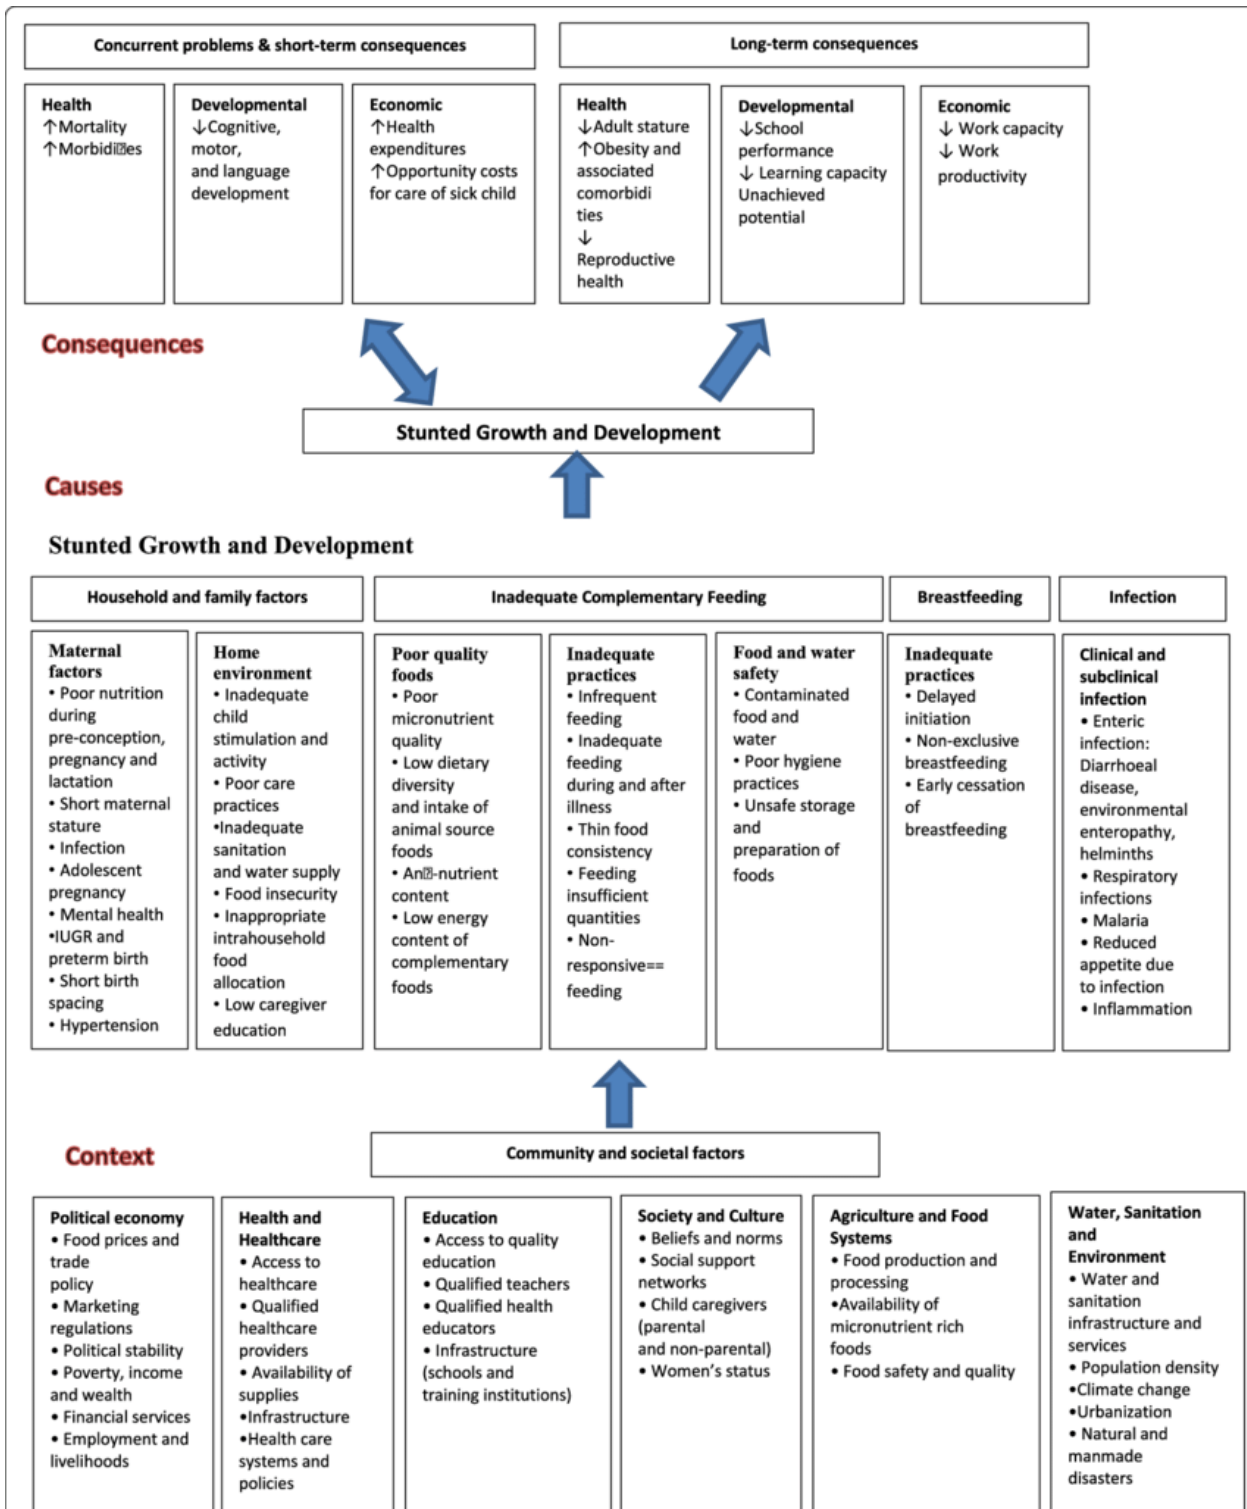 Concurrent problems & short-term consequences
Long-term consequences
Health
↑Mortality
↑Morbidi�es
Developmental
↓Cognitive,
motor,
and language
development
Economic
↑Health
expenditures
↑Opportunity costs
for care of sick child
Health
↓Adult stature
↑Obesity and
associated
comorbidi
ties
↓
Reproductive
health
Developmental
↓School
performance
↓ Learning capacity
Unachieved
potential
Economic
↓ Work capacity
↓ Work
productivity
Consequences
Stunted Growth and Development
Causes
Stunted Growth and Development
Household and family factors
Inadequate Complementary Feeding
Breastfeeding
Infection
Maternal
factors
• Poor nutrition
during
pre-conception,
pregnancy and
lactation
• Short maternal
stature
• Infection
• Adolescent
pregnancy
• Mental health
•IUGR and
preterm birth
• Short birth
spacing
• Hypertension
Home
environment
• Inadequate
child
stimulation and
activity
• Poor care
practices
•Inadequate
sanitation
and water supply
• Food insecurity
• Inappropriate
intrahousehold
food
allocation
• Low caregiver
education
Poor quality
foods
• Poor
micronutrient
quality
• Low dietary
diversity
and intake of
animal source
foods
• An�-nutrient
content
• Low energy
content of
complementary
foods
Inadequate
practices
• Infrequent
feeding
• Inadequate
feeding
during and after
illness
• Thin food
consistency
• Feeding
insufficient
quantities
• Non-
responsive==
feeding
Food and water
safety
• Contaminated
food and
water
• Poor hygiene
practices
• Unsafe storage
and
preparation of
foods
Inadequate
practices
• Delayed
initiation
• Non-exclusive
breastfeeding
• Early cessation
of
breastfeeding
Clinical and
subclinical
infection
• Enteric
infection:
Diarrhoeal
disease,
environmental
enteropathy,
helminths
• Respiratory
infections
• Malaria
• Reduced
appetite due
to infection
• Inflammation
Context
Community and societal factors
Political economy
• Food prices and
trade
policy
• Marketing
regulations
• Political stability
• Poverty, income
and wealth
• Financial services
• Employment and
livelihoods
Health and
Healthcare
• Access to
healthcare
• Qualified
healthcare
providers
• Availability of
supplies
•Infrastructure
•Health care
systems and
policies
Education
• Access to quality
education
• Qualified teachers
• Qualified health
educators
• Infrastructure
(schools and
training institutions)
Society and Culture
• Beliefs and norms
• Social support
networks
• Child caregivers
(parental
and non-parental)
• Women's status
Agriculture and Food
Systems
• Food production and
processing
•Availability of
micronutrient rich
foods
• Food safety and quality
Water, Sanitation
and
Environment
• Water and
sanitation
infrastructure and
services
• Population density
•Climate change
•Urbanization
• Natural and
manmade
disasters